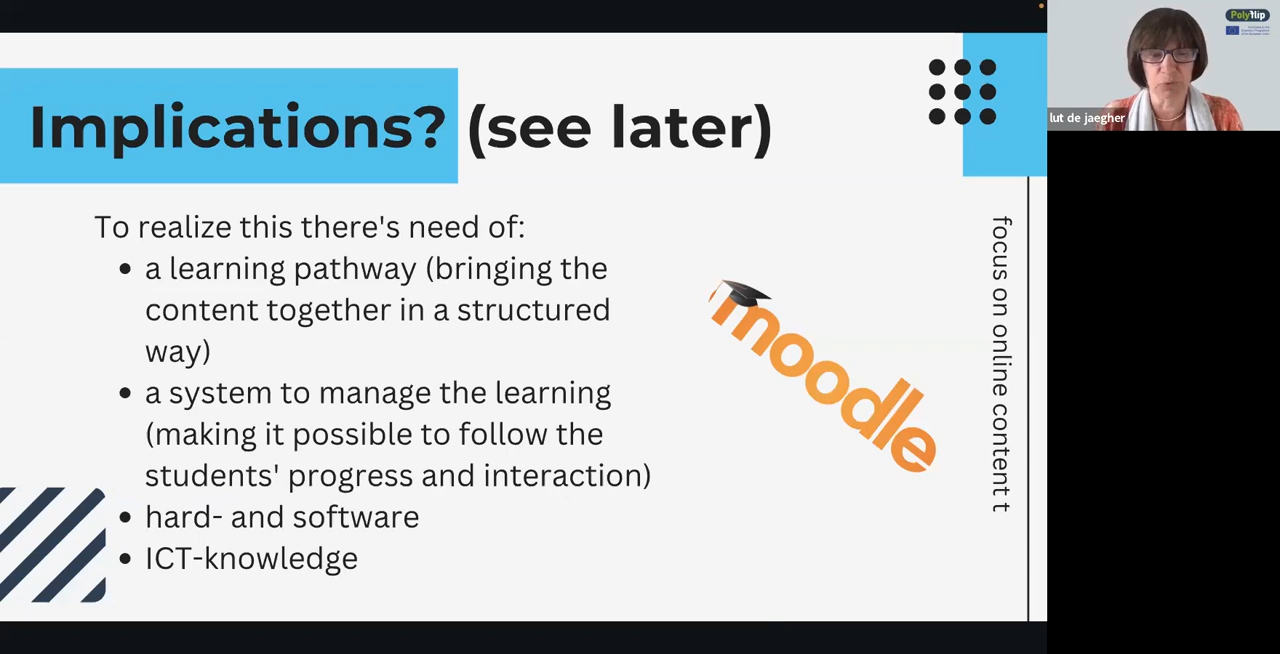 Implications? (see later)
To realize this there's need of:
• a learning pathway (bringing the
content together in a structured
way)
• a system to manage the learning
(making it possible to follow the
students' progress and interaction)
• hard- and software
• ICT-knowledge
moodle
focus on online content t
Polyflip
lut de jaegher